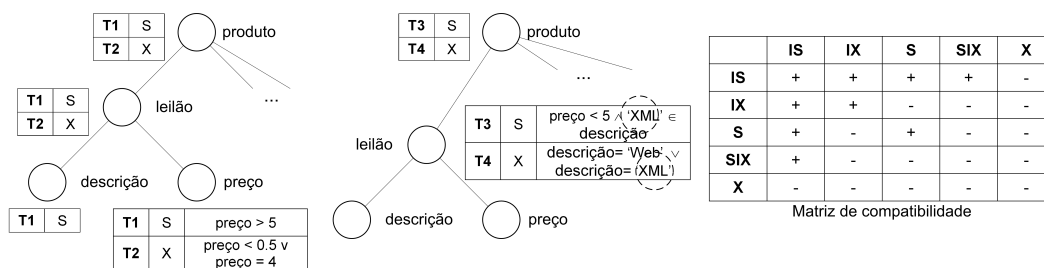 T1 S
T2 X
produto
...
T1 S
T2 X
leilão
descrição
preço
T1 S
T1 S preço > 5
T2 X preço < 0.5 v
preço = 4
T3 S
T4 X
produto
...
leilão
T3 S preço < 5 ∧ 'XML' ∈
descrição
T4 X descrição= 'Web' ∨
descrição= 'XML'
descrição
preço
IS IX S SIX X
IS + + + + -
IX + + - - -
S + - + - -
SIX + - - - -
X - - - - -
Matriz de compatibilidade